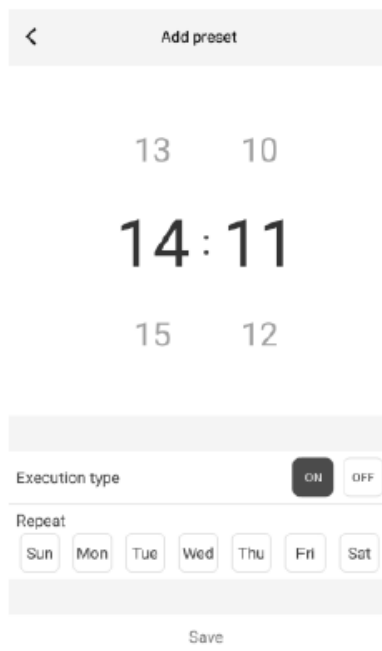 Add preset
13 10
14 : 11
15 12
Execution type ON OFF
Repeat
Sun Mon Tue Wed Thu Fri Sat
Save